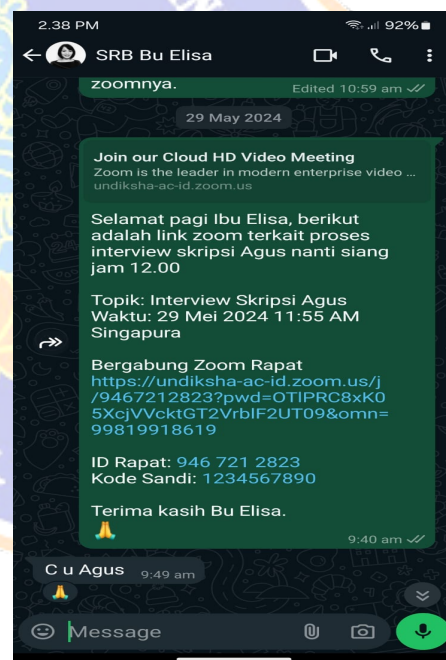 2.38 PM 92%
SRB Bu Elisa
zoomnya.
Edited 10:59 am
29 May 2024
Join our Cloud HD Video Meeting
Zoom is the leader in modern enterprise video ...
undiksha-ac-id.zoom.us
Selamat pagi Ibu Elisa, berikut
adalah link zoom terkait proses
interview skripsi Agus nanti siang
jam 12.00
Topik: Interview Skripsi Agus
Waktu: 29 Mei 2024 11:55 AM
Singapura
Bergabung Zoom Rapat
https://undiksha-ac-id.zoom.us/j
/9467212823?pwd=OTlPRC8xK0
5XcjVVcktGT2VrblF2UT09&omn=
99819918619
ID Rapat: 946 721 2823
Kode Sandi: 1234567890
Terima kasih Bu Elisa.
🙏
9:40 am
C u Agus 9:49 am
🙏
Message